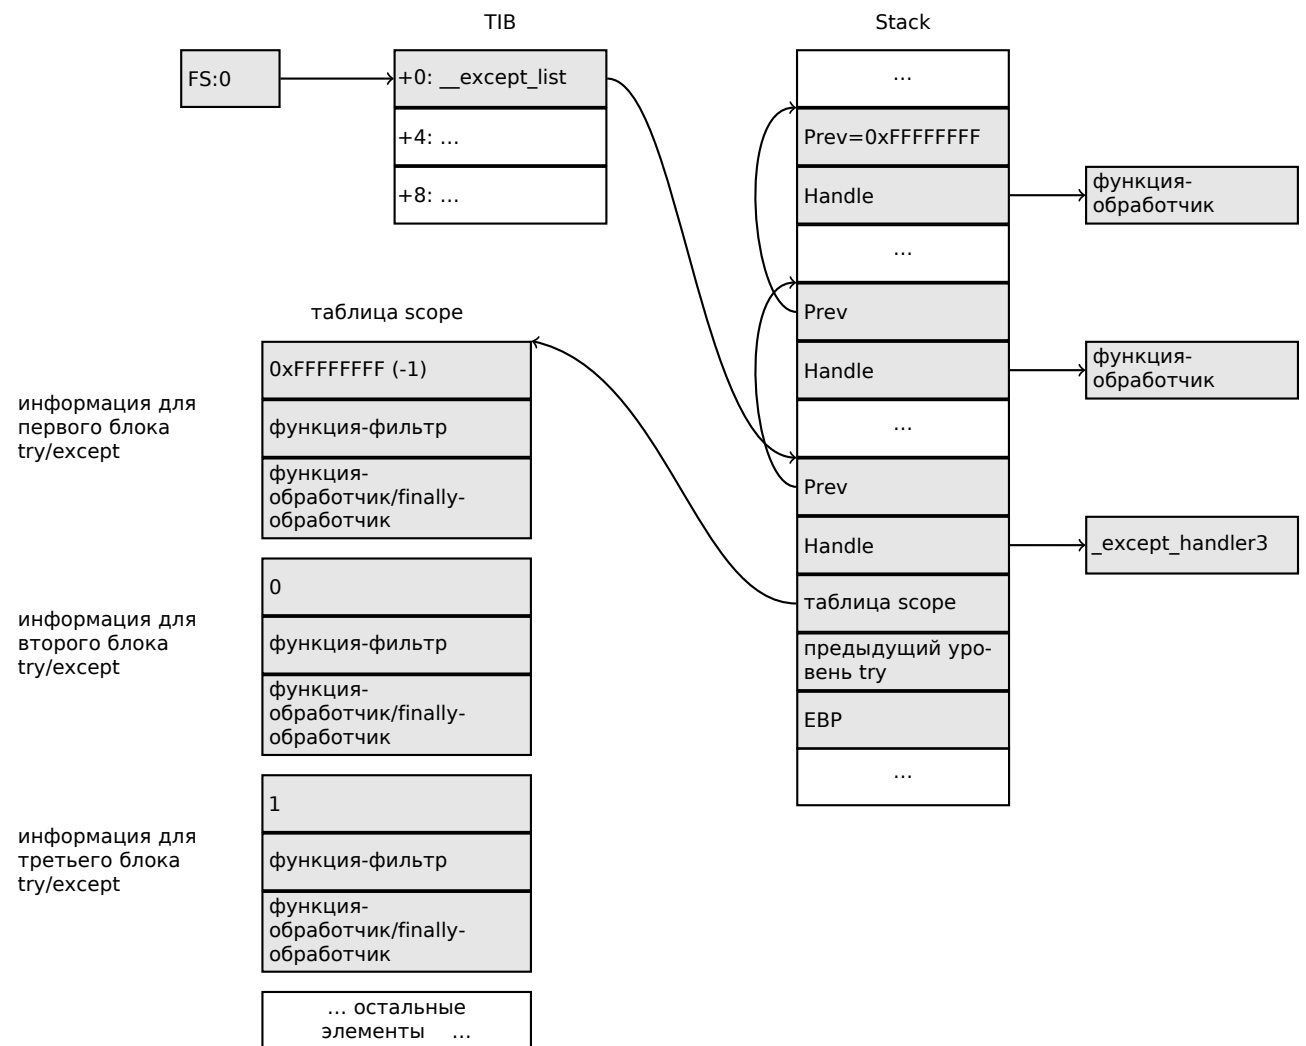 TIB
Stack
FS:0
+0: __except_list
+4: ...
+8: ...
...
Prev=0xFFFFFFFF
Handle
функция-
обработчик
...
Prev
Handle
функция-
обработчик
...
Prev
Handle
_except_handler3
таблица scope
предыдущий уро-
вень try
EBP
...
таблица scope
информация для
первого блока
try/except
0xFFFFFFFF (-1)
функция-фильтр
функция-
обработчик/finally-
обработчик
информация для
второго блока
try/except
0
функция-фильтр
функция-
обработчик/finally-
обработчик
информация для
третьего блока
try/except
1
функция-фильтр
функция-
обработчик/finally-
обработчик
... остальные
элементы ...